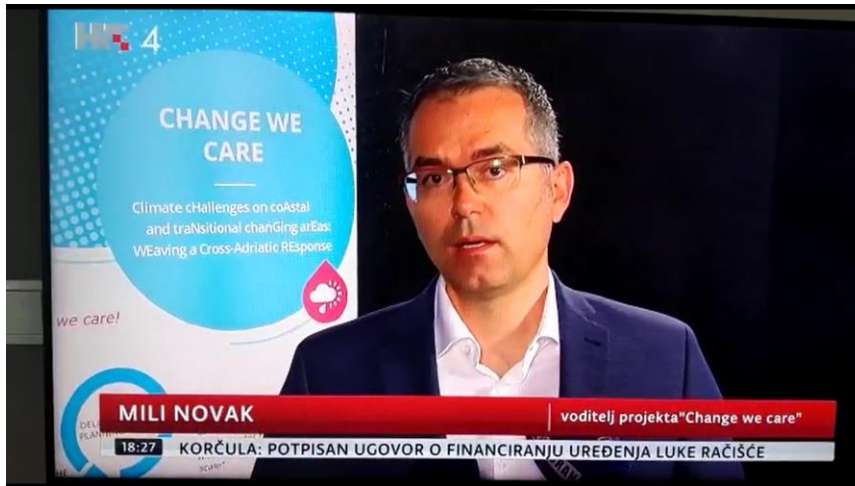 HRT 4
CHANGE WE
CARE
Climate cHallenges on coAstal
and traNsitional chanGing arEas:
WEaving a Cross-Adriatic REsponse
we care!
MILI NOVAK
voditelj projekta"Change we care"
18:27 KORČULA: POTPISAN UGOVOR O FINANCIRANJU UREĐENJA LUKE RAČIŠĆE